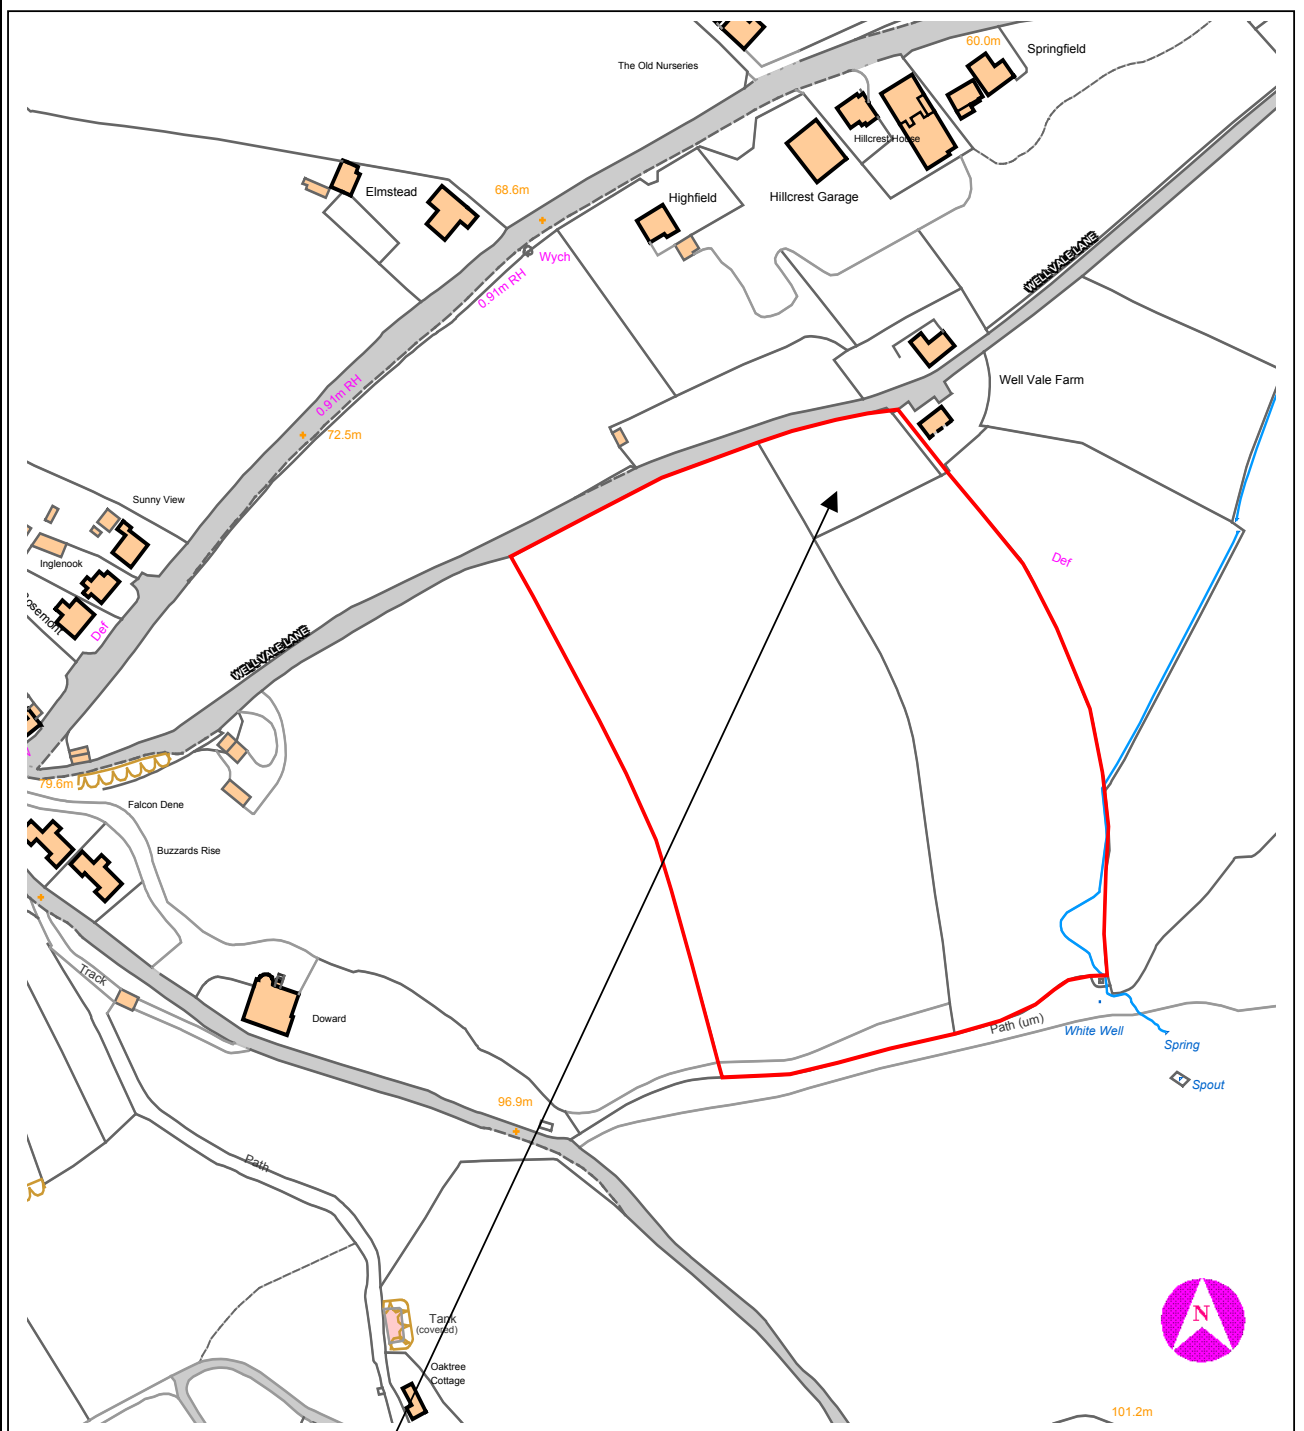 60.0m
Springfield
The Old Nurseries
Hillcrest House
Elmstead
68.6m
Highfield
Hillcrest Garage
Wych
0.91m RH
WELL VALE LANE
0.91m RH
Well Vale Farm
72.5m
Sunny View
Def
Inglenook
Rosemont
Def
WELL VALE LANE
79.6m
Falcon Dene
Buzzards Rise
Track
Doward
Path (um)
White Well
Spring
Spout
96.9m
Path
N
Tank
(covered)
Oaktree
Cottage
101.2m